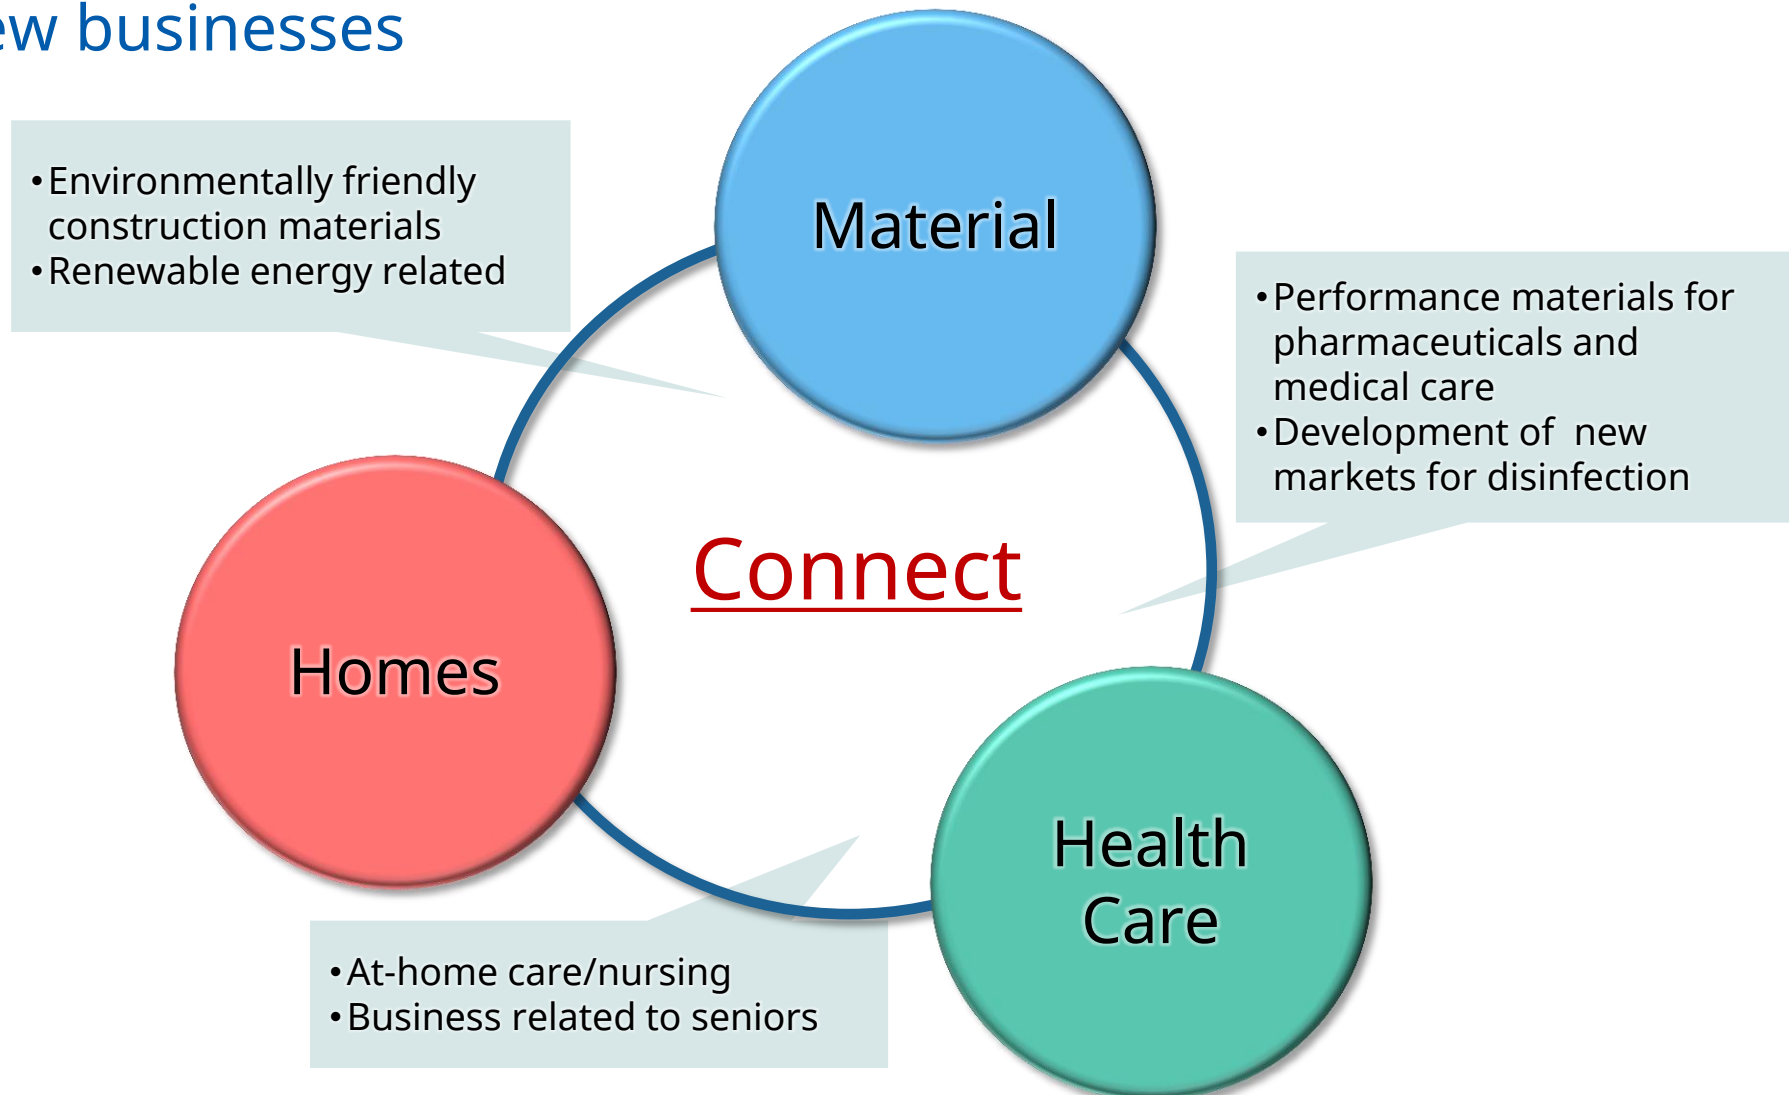 businesses
Material
•Environmentally friendly
construction materials
•Renewable energy related
•Performance materials for
pharmaceuticals and
medical care
•Development of  new
markets for disinfection
Connect
Homes
Health
Care
•At-home care/nursing
•Business related to seniors